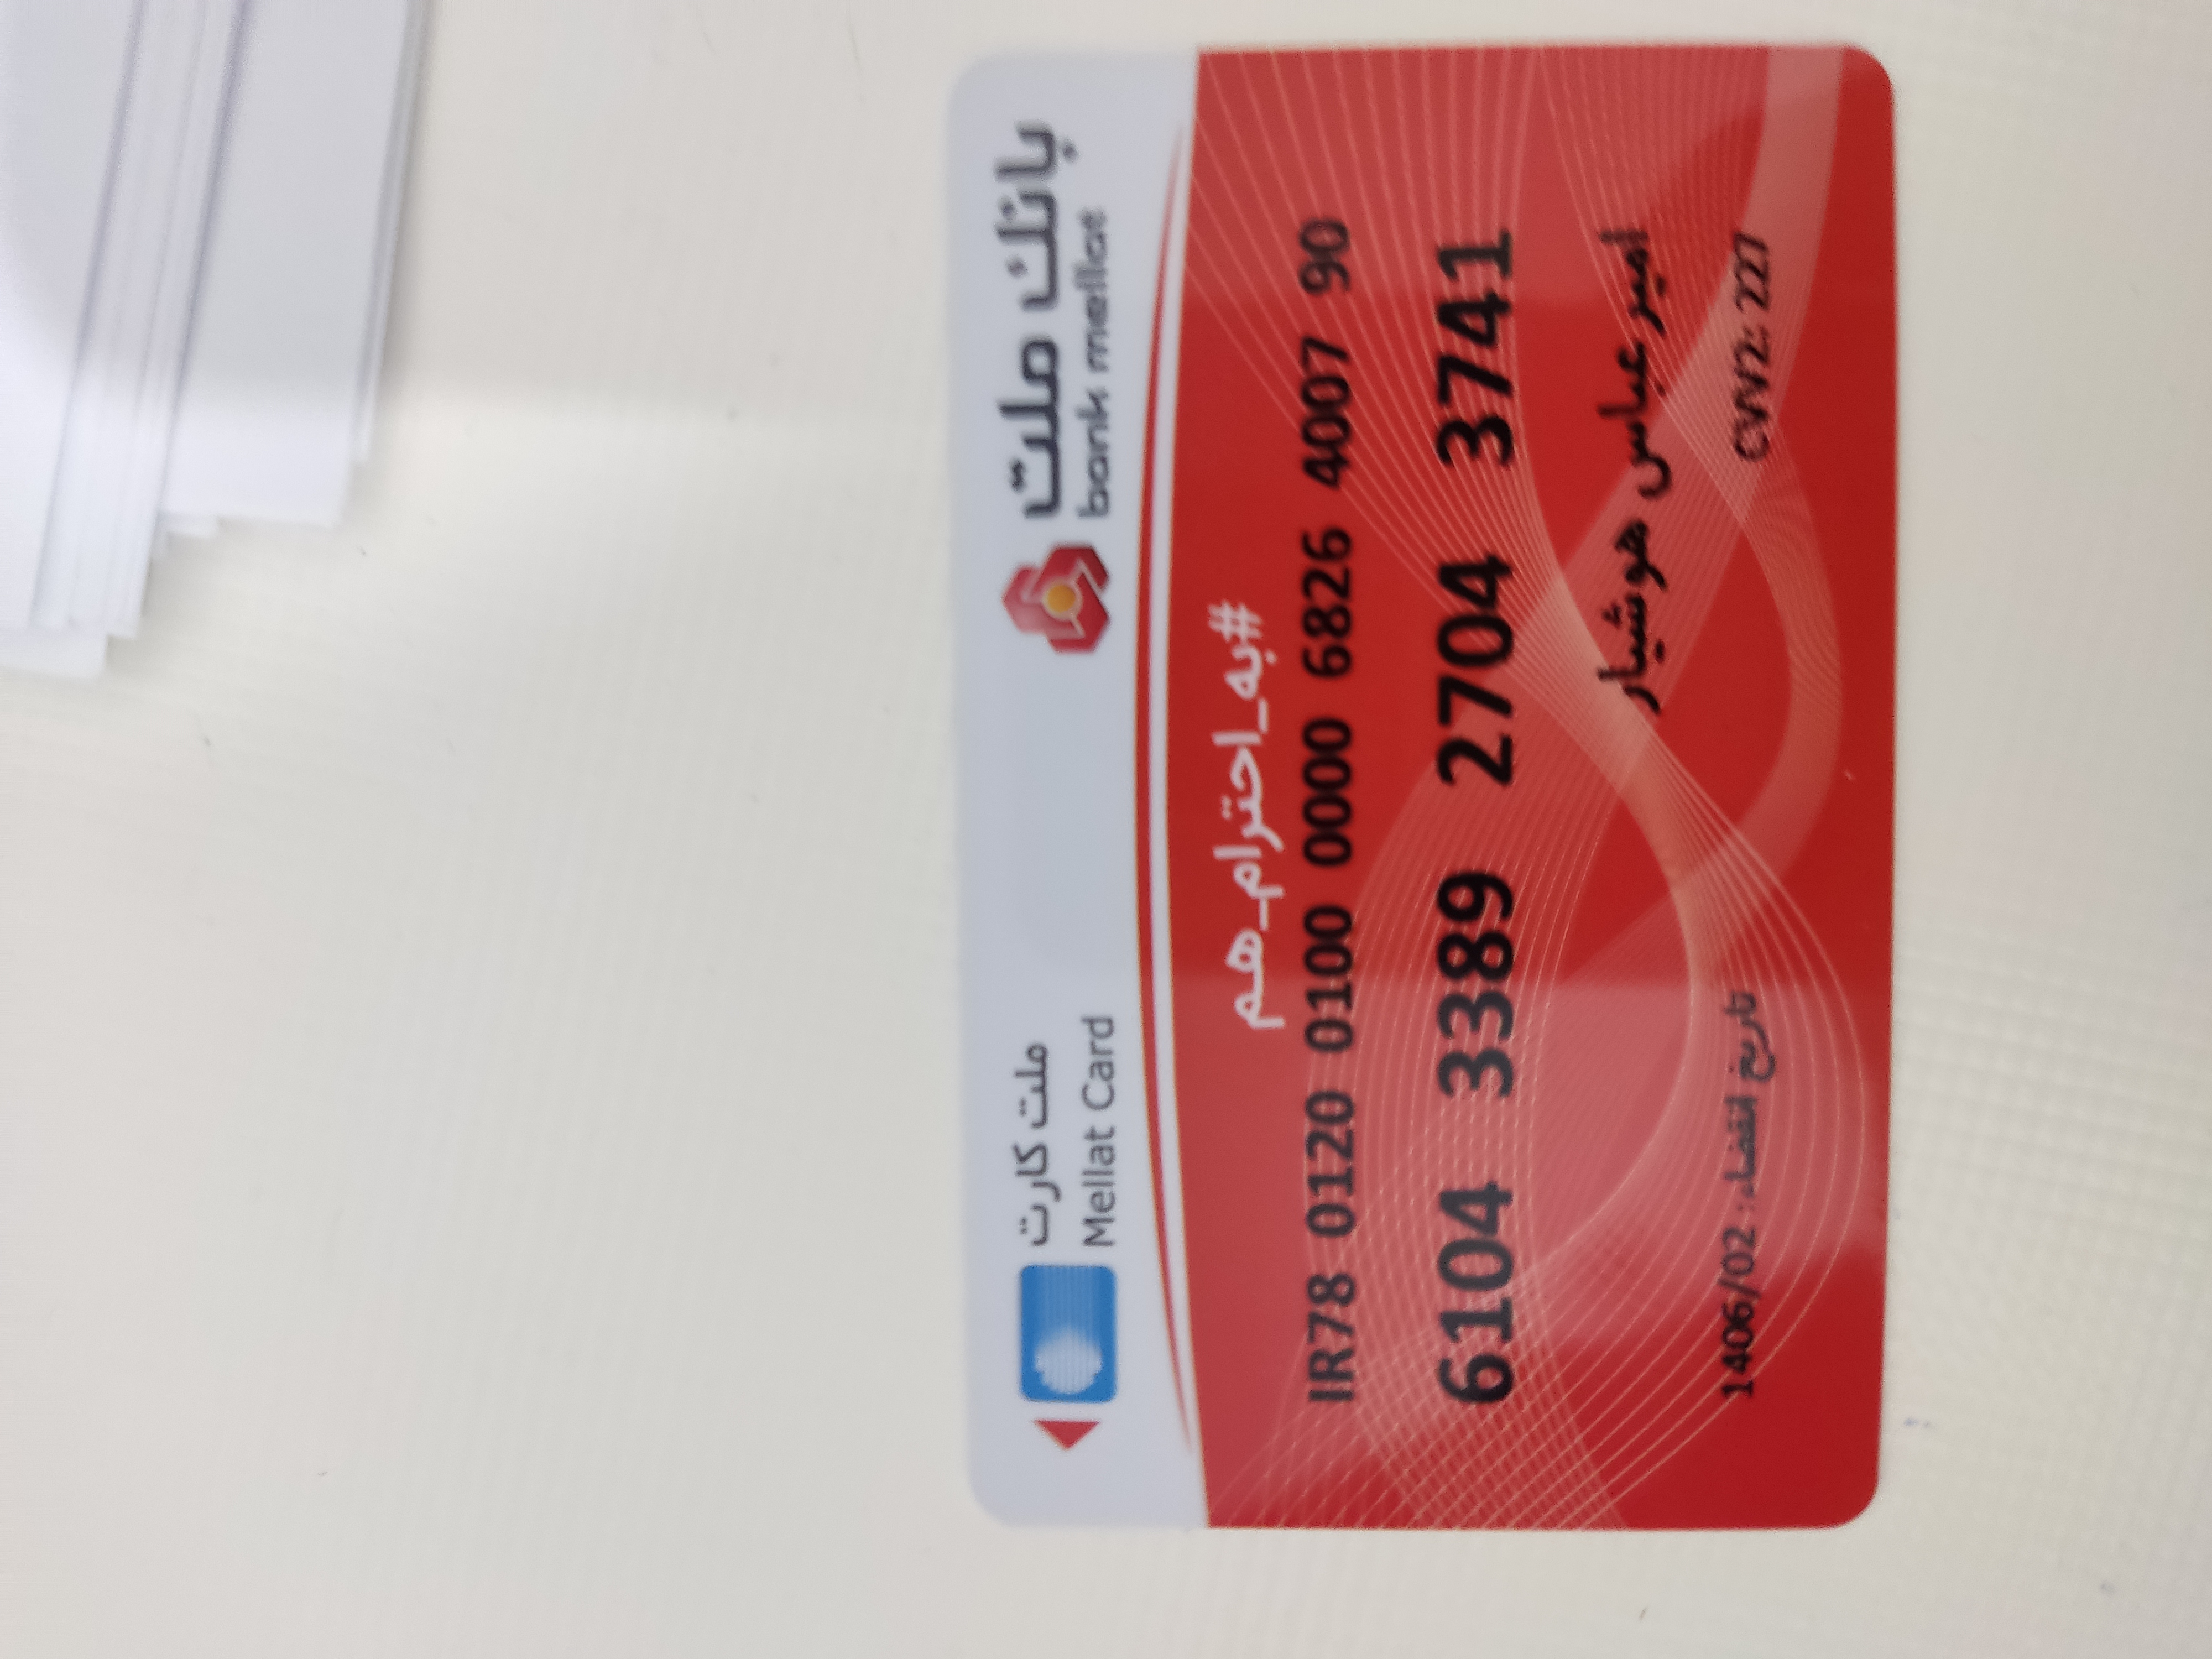 ملت کارت
Mellat Card
بانك ملت
bank mellat
#به_احترام_هم
IR78 0120 0100 0000 6826 4007 90
6104 3389 2704 3741
امیر عباس هوشیار
تاریخ انقضاء: 1406/02
CVV2: 227